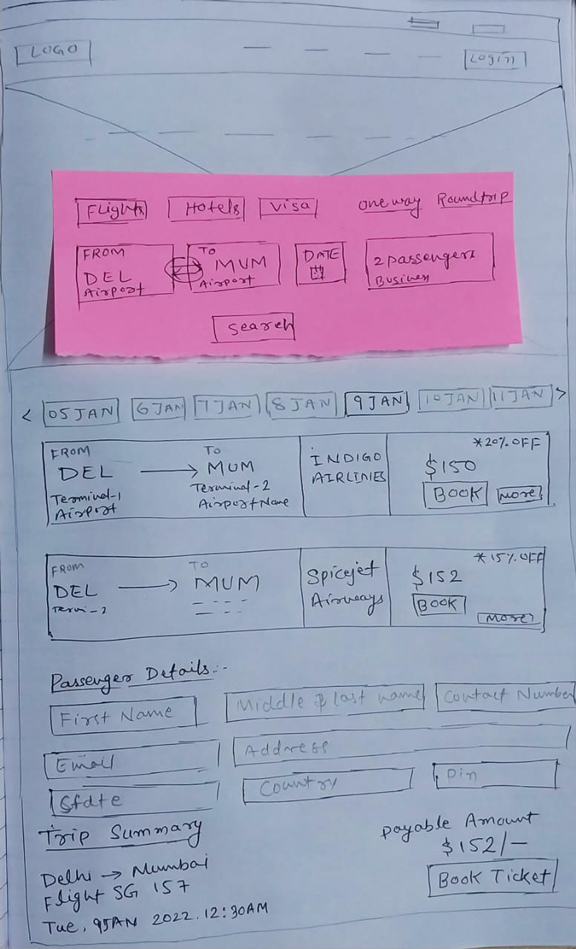 LOGO
Login
Flights Hotels Visa one way Roundtrip
FROM TO DATE
DEL MUM 2 passengers
Airport Airport Business
Search
< 05 JAN 6 JAN 7 JAN 8 JAN 9 JAN 10 JAN 11 JAN >
FROM TO INDIGO *20% OFF
DEL MUM AIRLINES $150
Terminal-1 Terminal-2 BOOK more
Airport Airport Name
FROM TO Spicejet *15% OFF
DEL MUM Airways $152
BOOK
more
Passenger Details:-
First Name Middle & last name Contact Number
Email Address
State Country Pin
Trip Summary payable Amount
Delhi → Mumbai $152/-
Flight SG 157 Book Ticket
Tue, 9JAN 2022. 12:30AM